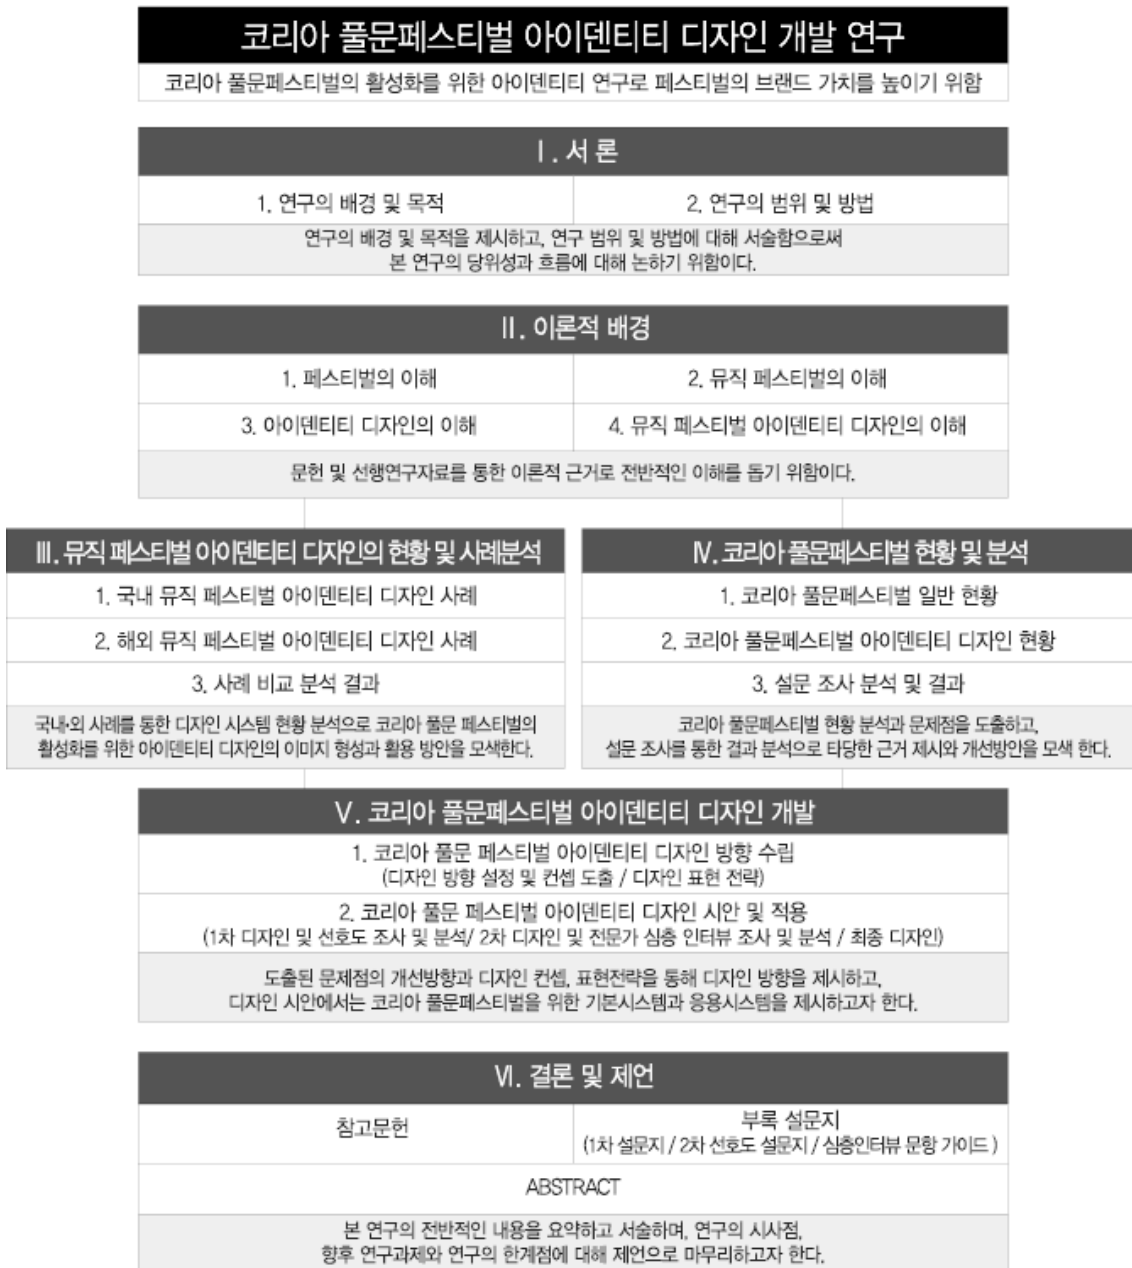 코리아 풀문페스티벌 아이덴티티 디자인 개발 연구
코리아 풀문페스티벌의 활성화를 위한 아이덴티티 연구로 페스티벌의 브랜드 가치를 높이기 위함
Ⅰ. 서 론
1. 연구의 배경 및 목적
2. 연구의 범위 및 방법
연구의 배경 및 목적을 제시하고, 연구 범위 및 방법에 대해 서술함으로써
본 연구의 당위성과 흐름에 대해 논하기 위함이다.
Ⅱ. 이론적 배경
1. 페스티벌의 이해
2. 뮤직 페스티벌의 이해
3. 아이덴티티 디자인의 이해
4. 뮤직 페스티벌 아이덴티티 디자인의 이해
문헌 및 선행연구자료를 통한 이론적 근거로 전반적인 이해를 돕기 위함이다.
Ⅲ. 뮤직 페스티벌 아이덴티티 디자인의 현황 및 사례분석
1. 국내 뮤직 페스티벌 아이덴티티 디자인 사례
2. 해외 뮤직 페스티벌 아이덴티티 디자인 사례
3. 사례 비교 분석 결과
국내•외 사례를 통한 디자인 시스템 현황 분석으로 코리아 풀문 페스티벌의
활성화를 위한 아이덴티티 디자인의 이미지 형성과 활용 방안을 모색한다.
Ⅳ. 코리아 풀문페스티벌 현황 및 분석
1. 코리아 풀문페스티벌 일반 현황
2. 코리아 풀문페스티벌 아이덴티티 디자인 현황
3. 설문 조사 분석 및 결과
코리아 풀문페스티벌 현황 분석과 문제점을 도출하고,
설문 조사를 통한 결과 분석으로 타당한 근거 제시와 개선방안을 모색 한다.
Ⅴ. 코리아 풀문페스티벌 아이덴티티 디자인 개발
1. 코리아 풀문 페스티벌 아이덴티티 디자인 방향 수립
(디자인 방향 설정 및 컨셉 도출 / 디자인 표현 전략)
2. 코리아 풀문 페스티벌 아이덴티티 디자인 시안 및 적용
(1차 디자인 및 선호도 조사 및 분석/ 2차 디자인 및 전문가 심층 인터뷰 조사 및 분석 / 최종 디자인)
도출된 문제점의 개선방향과 디자인 컨셉, 표현전략을 통해 디자인 방향을 제시하고,
디자인 시안에서는 코리아 풀문페스티벌을 위한 기본시스템과 응용시스템을 제시하고자 한다.
Ⅵ. 결론 및 제언
참고문헌
부록 설문지
(1차 설문지 / 2차 선호도 설문지 / 심층인터뷰 문항 가이드 )
ABSTRACT
본 연구의 전반적인 내용을 요약하고 서술하며, 연구의 시사점,
향후 연구과제와 연구의 한계점에 대해 제언으로 마무리하고자 한다.